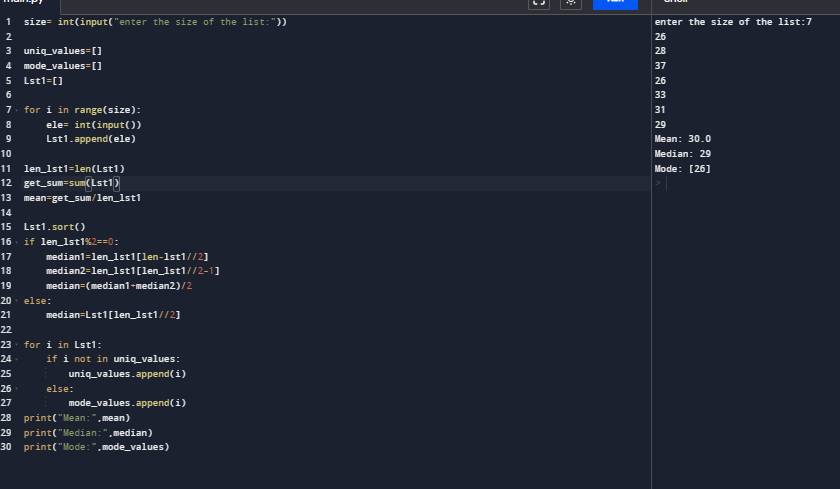 main.py
Run
Shell
1 size= int(input("enter the size of the list:"))
2
3 uniq_values=[]
4 mode_values=[]
5 Lst1=[]
6
7 for i in range(size):
8     ele= int(input())
9     Lst1.append(ele)
10
11 len_lst1=len(Lst1)
12 get_sum=sum(Lst1)
13 mean=get_sum/len_lst1
14
15 Lst1.sort()
16 if len_lst1%2==0:
17     median1=len_lst1[len-lst1//2]
18     median2=len_lst1[len_lst1//2-1]
19     median=(median1+median2)/2
20 else:
21     median=Lst1[len_lst1//2]
22
23 for i in Lst1:
24     if i not in uniq_values:
25         uniq_values.append(i)
26     else:
27         mode_values.append(i)
28 print("Mean:",mean)
29 print("Median:",median)
30 print("Mode:",mode_values)
enter the size of the list:7
26
28
37
26
33
31
29
Mean: 30.0
Median: 29
Mode: [26]
>